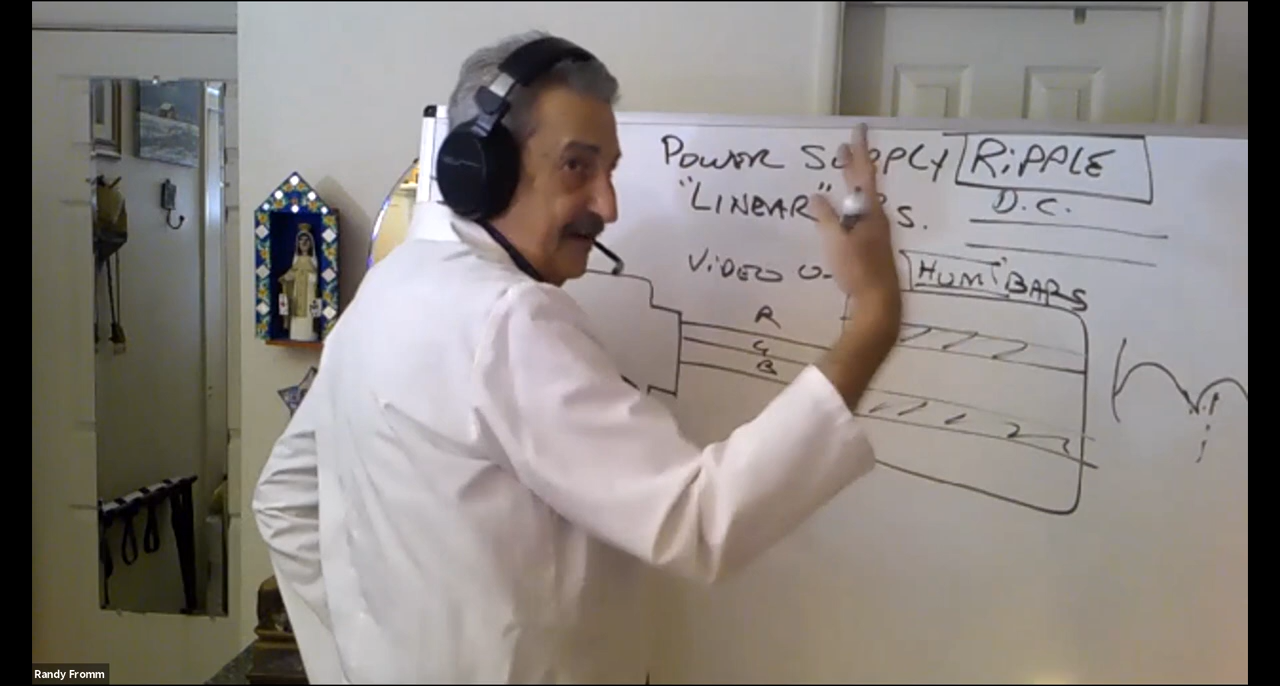 POWER SUPPLY RiPPLE
"LINEAR" P.S. D.C.
ViDEO HUM BARS
R
G
B
Randy Fromm